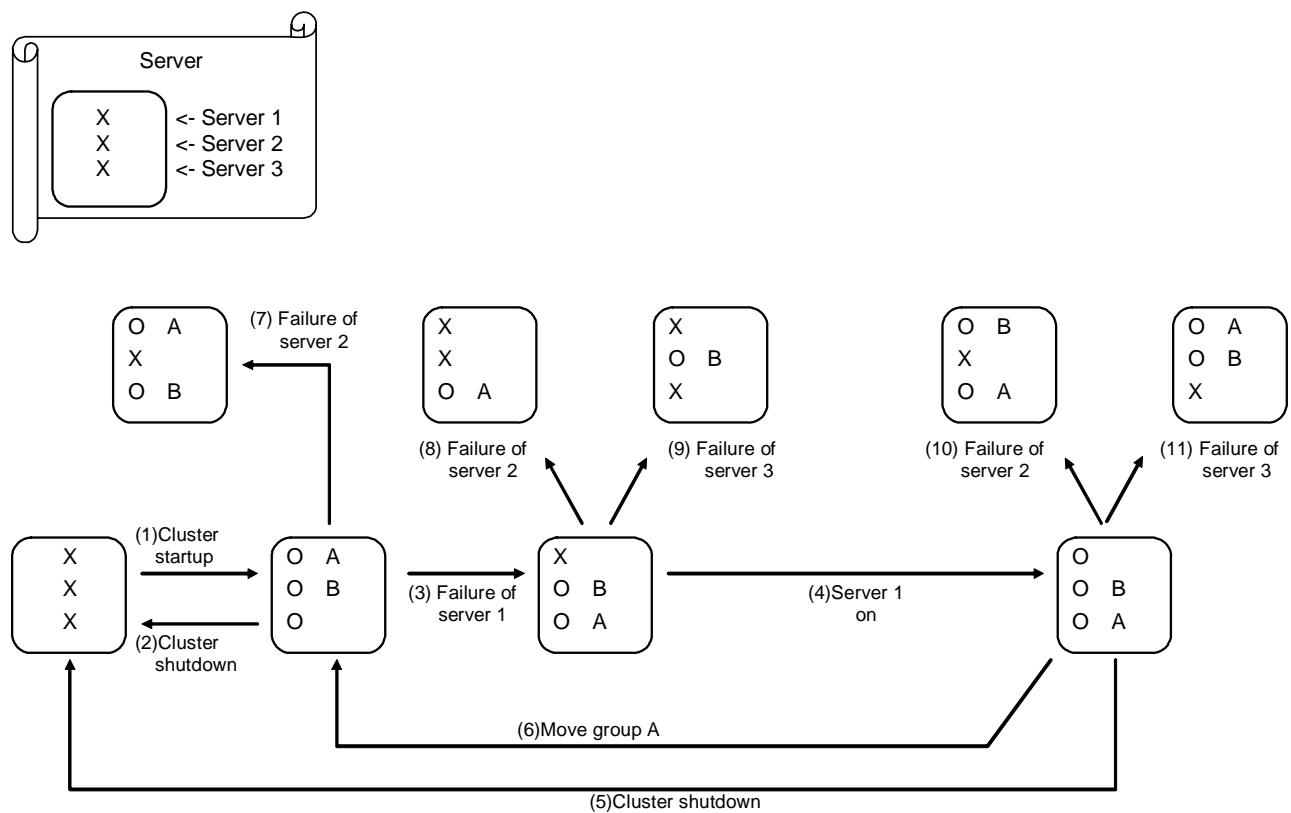 Server
X <- Server 1
X <- Server 2
X <- Server 3
O A
X
O B
(7) Failure of
server 2
X
X
O A
X
O B
X
O B
X
O A
O A
O B
X
(8) Failure of
server 2
(9) Failure of
server 3
(10) Failure of
server 2
(11) Failure of
server 3
X
X
X
(1)Cluster
startup
(2)Cluster
shutdown
O A
O B
O
(3) Failure of
server 1
X
O B
O A
(4)Server 1
on
O
O B
O A
(6)Move group A
(5)Cluster shutdown